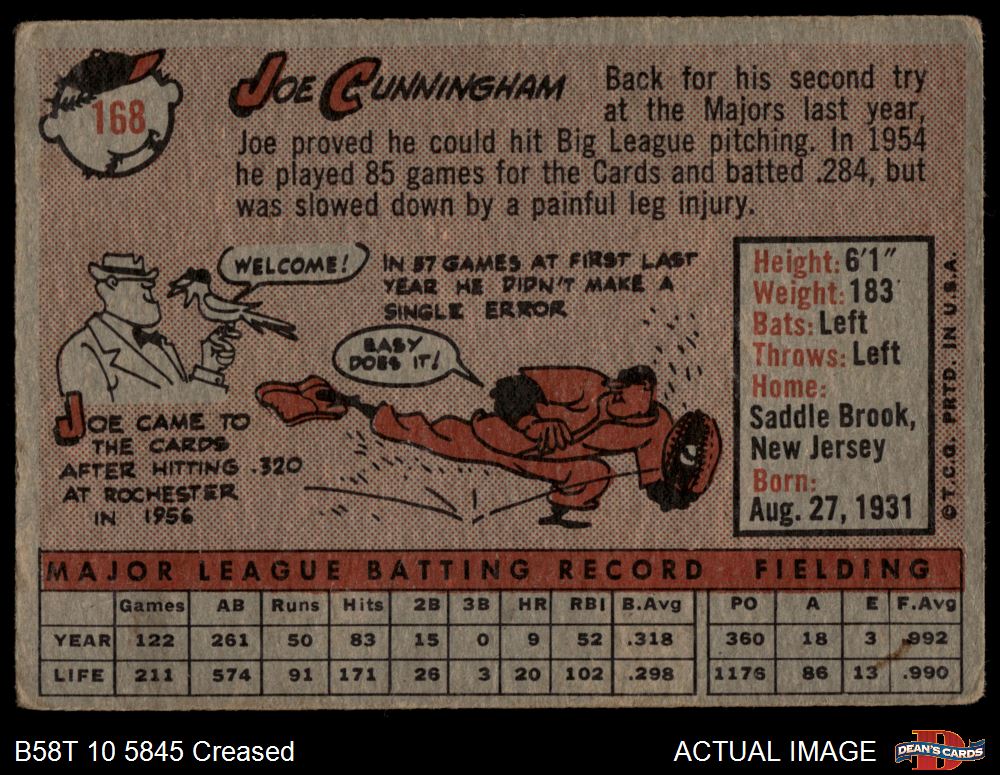 168
JOE CUNNINGHAM
Back for his second try
at the Majors last year,
Joe proved he could hit Big League pitching. In 1954
he played 85 games for the Cards and batted .284, but
was slowed down by a painful leg injury.
WELCOME!
IN 57 GAMES AT FIRST LAST
YEAR HE DIDN'T MAKE A
SINGLE ERROR
EASY
DOES IT!
JOE CAME TO
THE CARDS
AFTER HITTING .320
AT ROCHESTER
IN 1956
Height: 6'1"
Weight: 183
Bats: Left
Throws: Left
Home:
Saddle Brook,
New Jersey
Born:
Aug. 27, 1931
©T.C.G. PRTD. IN U.S.A.
MAJOR LEAGUE BATTING RECORD FIELDING
Games AB Runs Hits 2B 3B HR RBI B.Avg PO A E F.Avg
YEAR 122 261 50 83 15 0 9 52 .318 360 18 3 .992
LIFE 211 574 91 171 26 3 20 102 .298 1176 86 13 .990
B58T 10 5845 Creased
ACTUAL IMAGE
D
DEAN'S CARDS